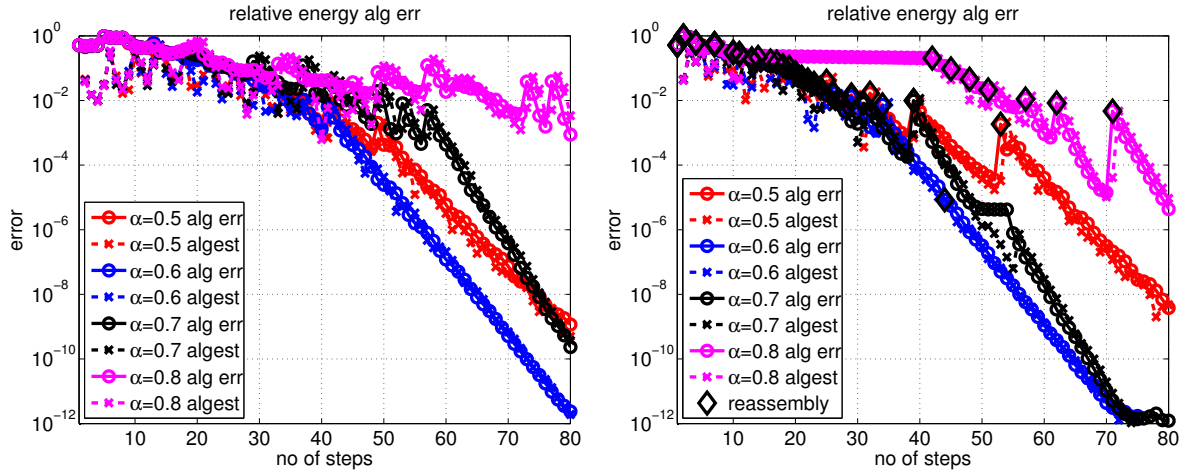 relative energy alg err
error
10^0
10^-2
10^-4
10^-6
10^-8
10^-10
10^-12
α=0.5 alg err
α=0.5 algest
α=0.6 alg err
α=0.6 algest
α=0.7 alg err
α=0.7 algest
α=0.8 alg err
α=0.8 algest
10 20 30 40 50 60 70 80
no of steps
relative energy alg err
error
10^0
10^-2
10^-4
10^-6
10^-8
10^-10
10^-12
α=0.5 alg err
α=0.5 algest
α=0.6 alg err
α=0.6 algest
α=0.7 alg err
α=0.7 algest
α=0.8 alg err
α=0.8 algest
reassembly
10 20 30 40 50 60 70 80
no of steps